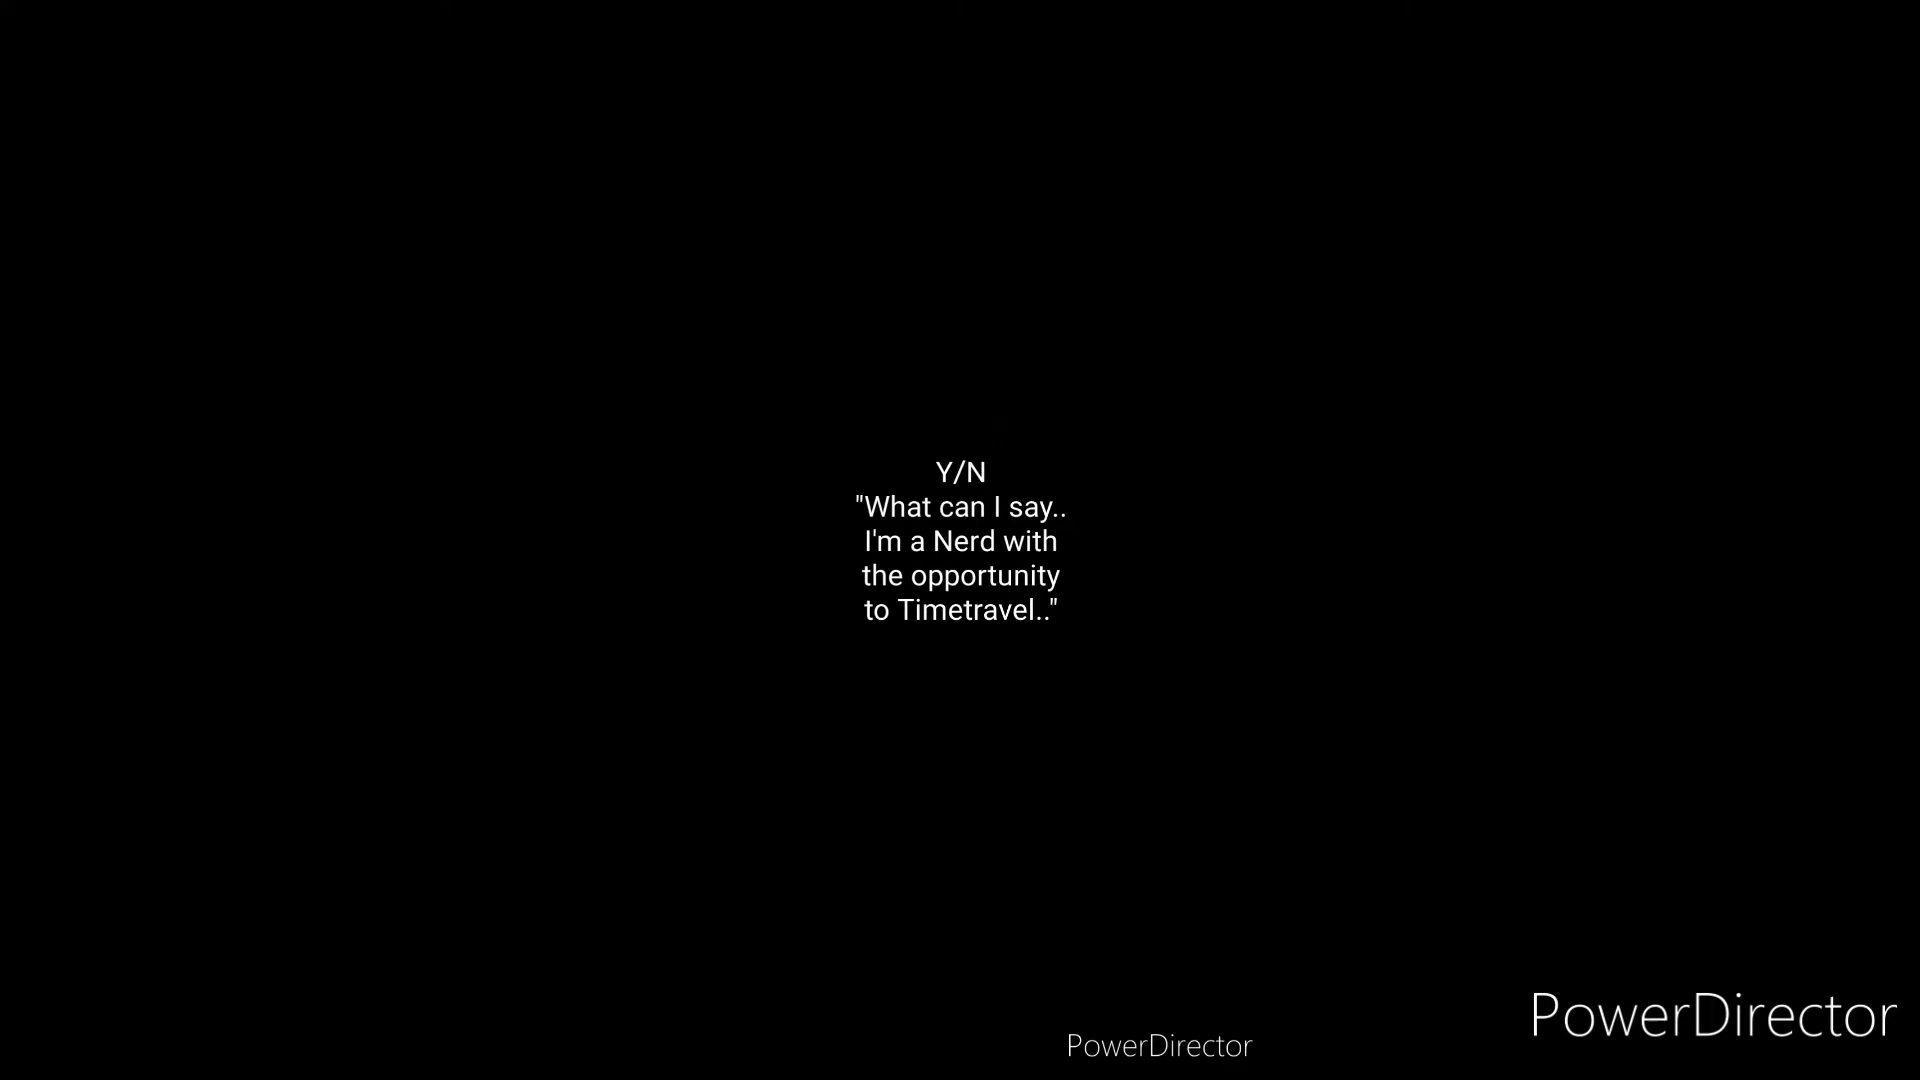 Y/N
"What can I say..
I'm a Nerd with
the opportunity
to Timetravel.."
PowerDirector
PowerDirector